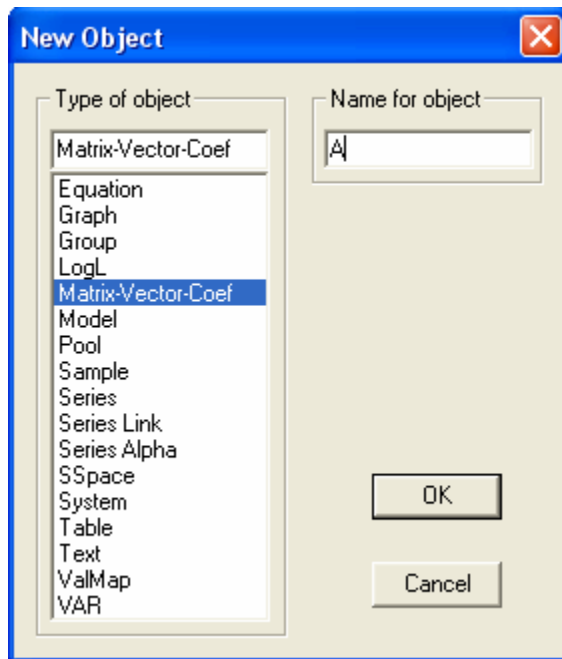 New Object
Type of object
Matrix-Vector-Coef
Equation
Graph
Group
LogL
Matrix-Vector-Coef
Model
Pool
Sample
Series
Series Link
Series Alpha
SSpace
System
Table
Text
ValMap
VAR
Name for object
A
OK
Cancel